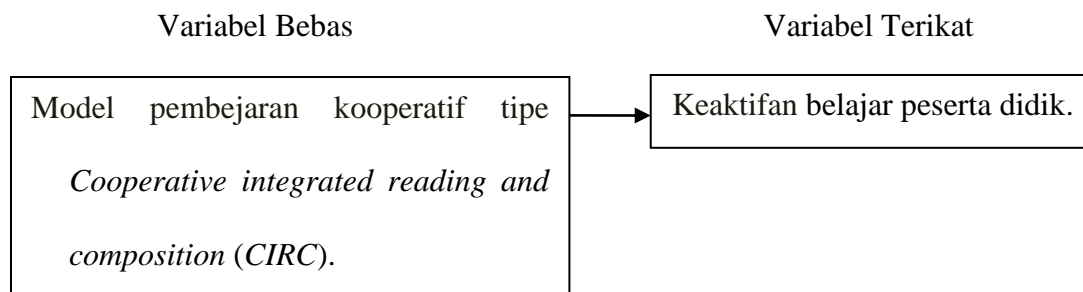 Variabel Bebas
Variabel Terikat
Model pembejaran kooperatif tipe
Cooperative integrated reading and
composition (CIRC).
Keaktifan belajar peserta didik.